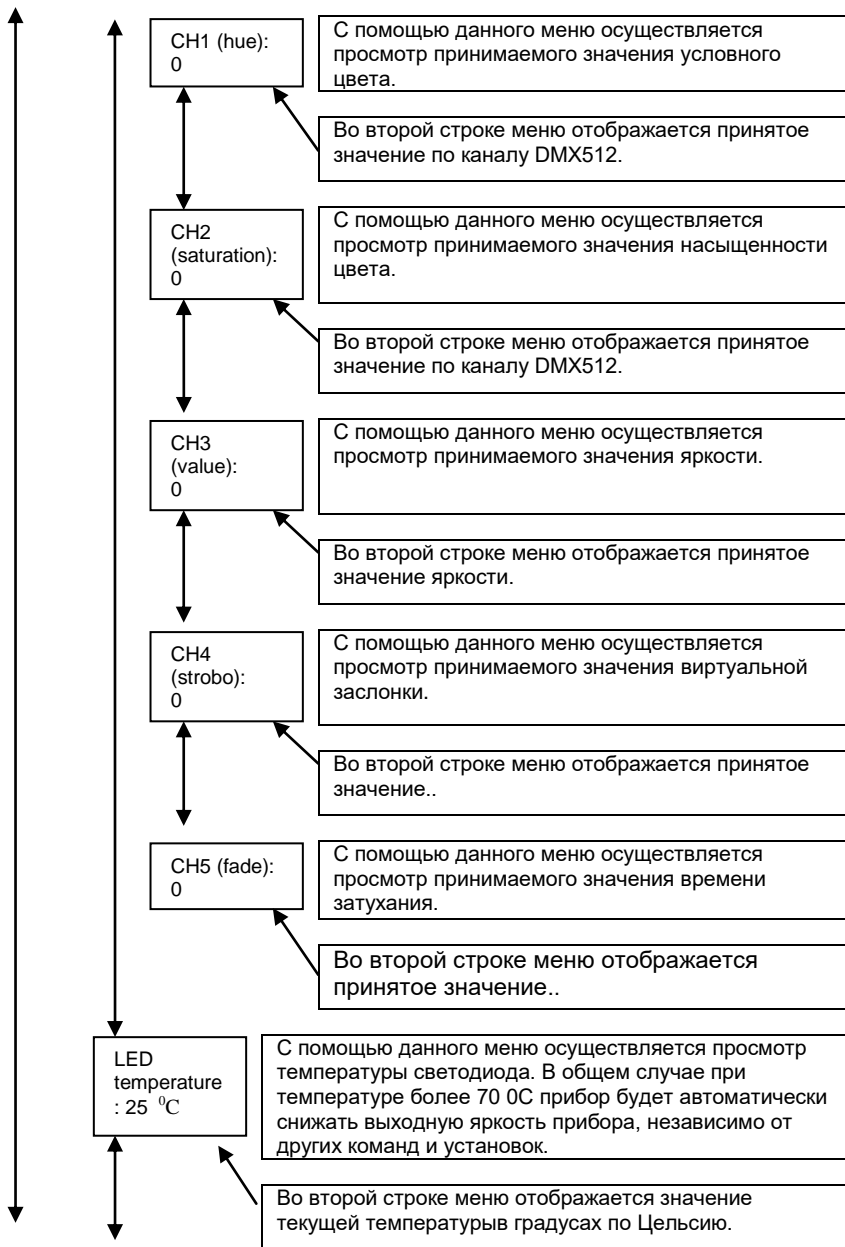 CH1 (hue):
0
С помощью данного меню осуществляется
просмотр принимаемого значения условного
цвета.
Во второй строке меню отображается принятое
значение по каналу DMX512.
CH2
(saturation):
0
С помощью данного меню осуществляется
просмотр принимаемого значения насыщенности
цвета.
Во второй строке меню отображается принятое
значение по каналу DMX512.
CH3
(value):
0
С помощью данного меню осуществляется
просмотр принимаемого значения яркости.
Во второй строке меню отображается принятое
значение яркости.
CH4
(strobo):
0
С помощью данного меню осуществляется
просмотр принимаемого значения виртуальной
заслонки.
Во второй строке меню отображается принятое
значение..
CH5 (fade):
0
С помощью данного меню осуществляется
просмотр принимаемого значения времени
затухания.
Во второй строке меню отображается
принятое значение..
LED
temperature
: 25 ⁰C
С помощью данного меню осуществляется просмотр
температуры светодиода. В общем случае при
температуре более 70 0С прибор будет автоматически
снижать выходную яркость прибора, независимо от
других команд и установок.
Во второй строке меню отображается значение
текущей температурыв градусах по Цельсию.